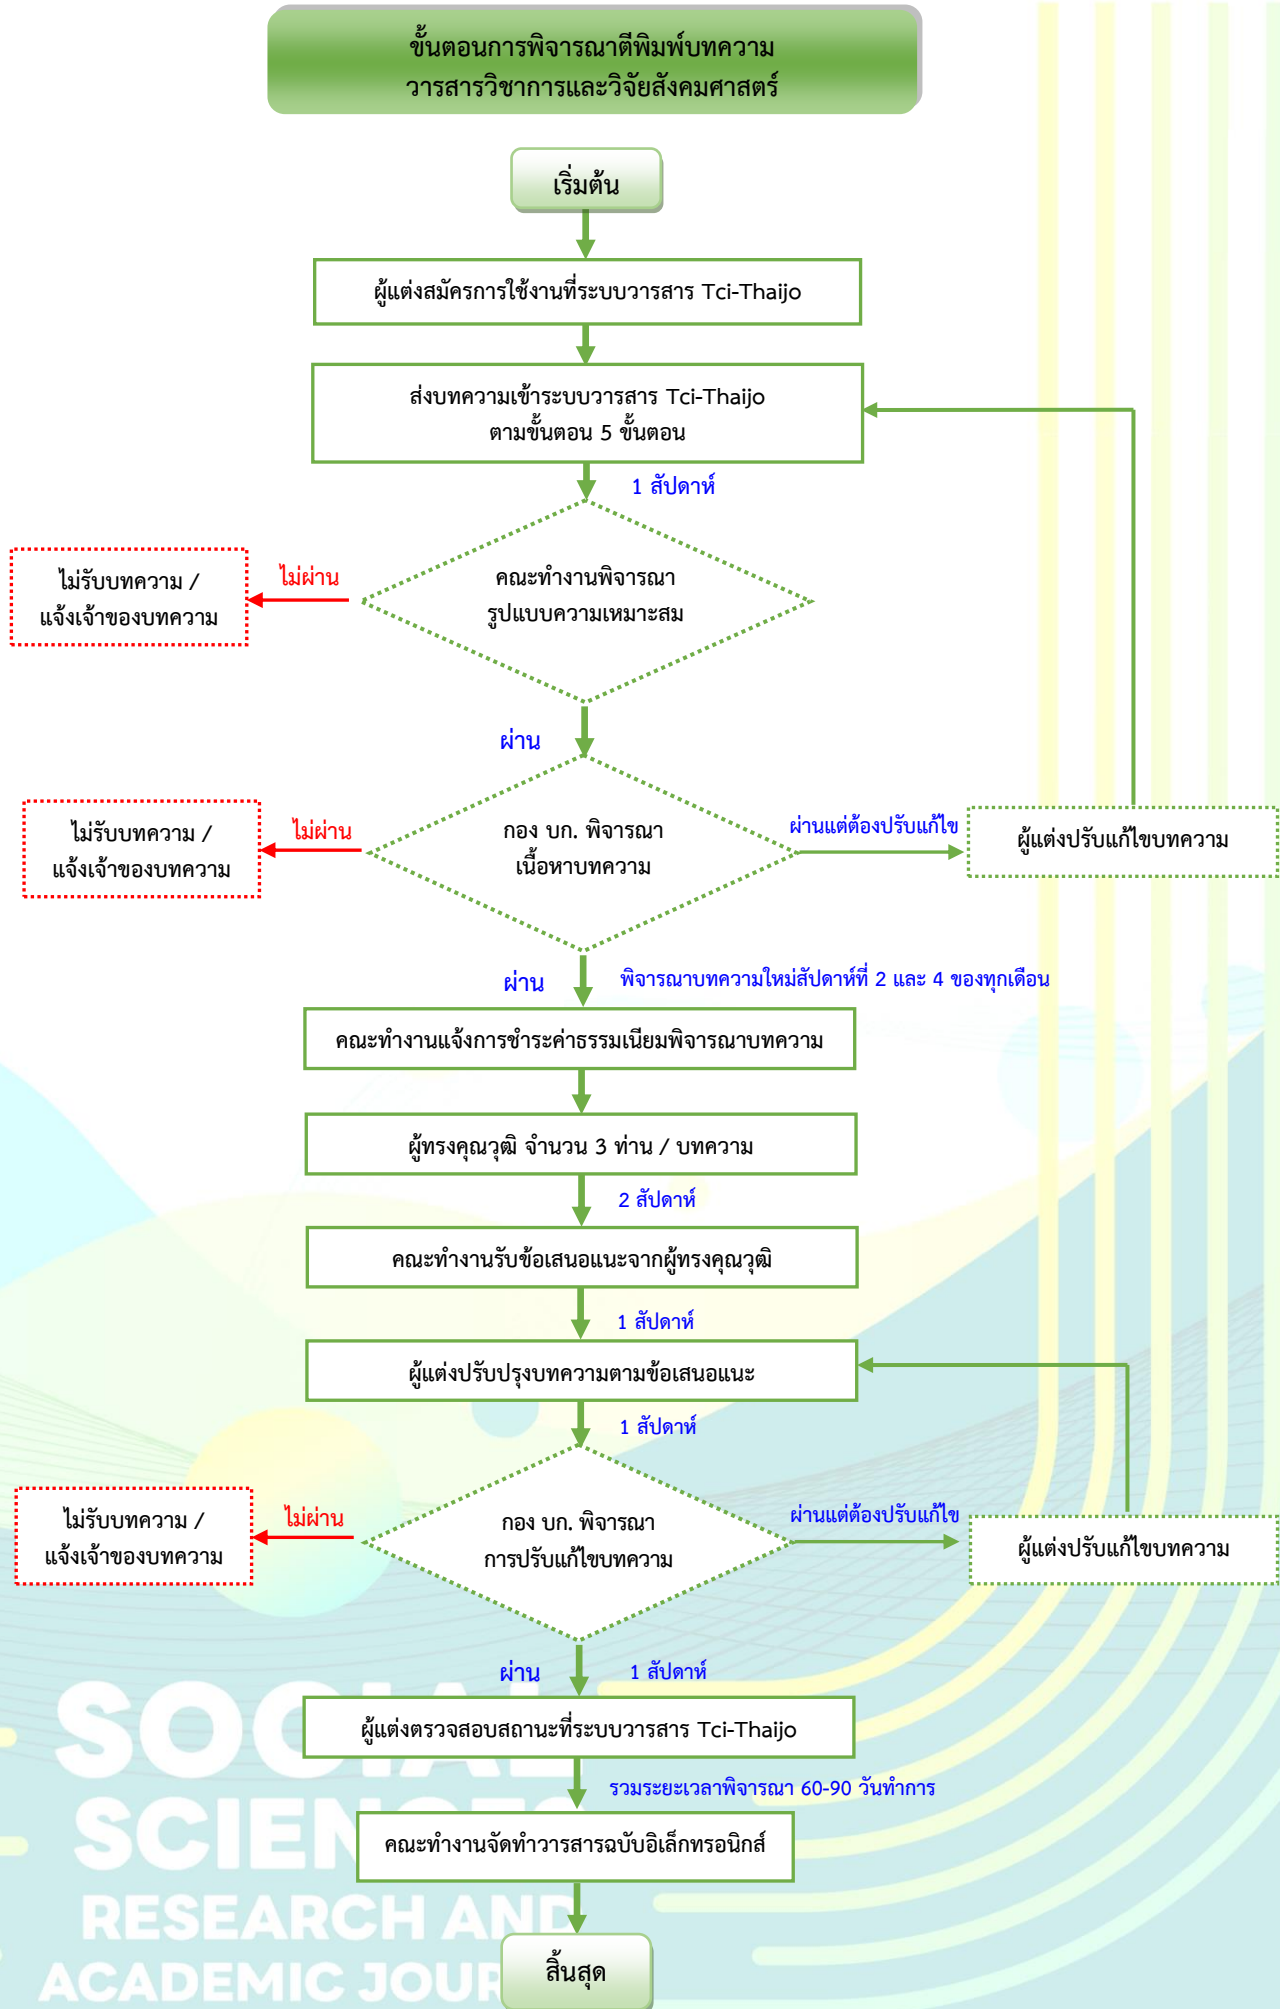 ขั้นตอนการพิจารณาตีพิมพ์บทความ
วารสารวิชาการและวิจัยสังคมศาสตร์
เริ่มต้น
ผู้แต่งสมัครการใช้งานที่ระบบวารสาร Tci-Thaijo
ส่งบทความเข้าระบบวารสาร Tci-Thaijo
ตามขั้นตอน 5 ขั้นตอน
1 สัปดาห์
คณะทำงานพิจารณา
รูปแบบความเหมาะสม
ไม่ผ่าน
ไม่รับบทความ /
แจ้งเจ้าของบทความ
ผ่าน
กอง บก. พิจารณา
เนื้อหาบทความ
ไม่ผ่าน
ไม่รับบทความ /
แจ้งเจ้าของบทความ
ผ่านแต่ต้องปรับแก้ไข
ผู้แต่งปรับแก้ไขบทความ
ผ่าน
พิจารณาบทความใหม่สัปดาห์ที่ 2 และ 4 ของทุกเดือน
คณะทำงานแจ้งการชำระค่าธรรมเนียมพิจารณาบทความ
ผู้ทรงคุณวุฒิ จำนวน 3 ท่าน / บทความ
2 สัปดาห์
คณะทำงานรับข้อเสนอแนะจากผู้ทรงคุณวุฒิ
1 สัปดาห์
ผู้แต่งปรับปรุงบทความตามข้อเสนอแนะ
1 สัปดาห์
กอง บก. พิจารณา
การปรับแก้ไขบทความ
ไม่ผ่าน
ไม่รับบทความ /
แจ้งเจ้าของบทความ
ผ่านแต่ต้องปรับแก้ไข
ผู้แต่งปรับแก้ไขบทความ
ผ่าน
1 สัปดาห์
ผู้แต่งตรวจสอบสถานะที่ระบบวารสาร Tci-Thaijo
รวมระยะเวลาพิจารณา 60-90 วันทำการ
คณะทำงานจัดทำวารสารฉบับอิเล็กทรอนิกส์
สิ้นสุด
SOCIAL
RESEARCH AND
ACADEMIC